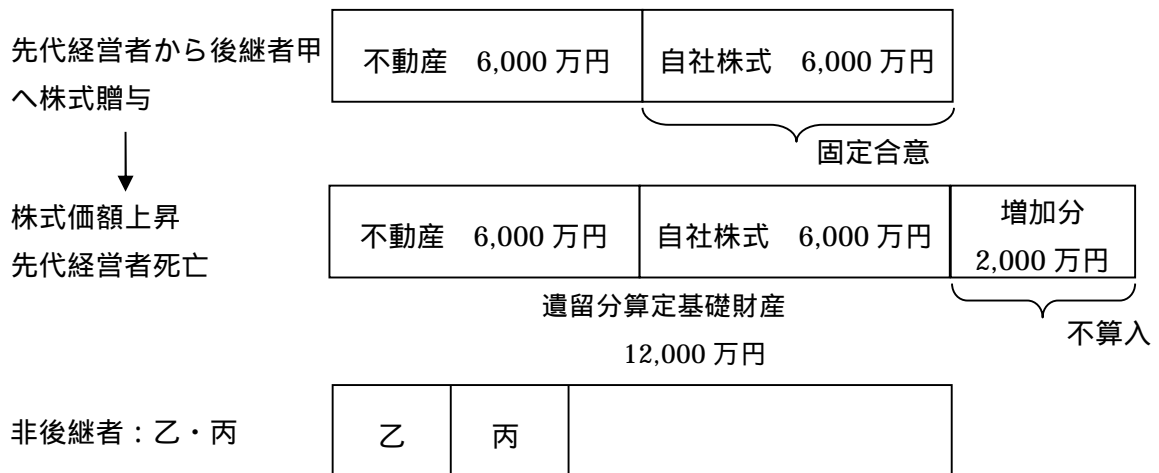 先代経営者から後継者甲
へ株式贈与
不動産 6,000 万円
自社株式 6,000 万円
固定合意
株式価額上昇
先代経営者死亡
不動産 6,000 万円
自社株式 6,000 万円
増加分
2,000 万円
遺留分算定基礎財産
12,000 万円
不算入
非後継者：乙・丙
乙
丙